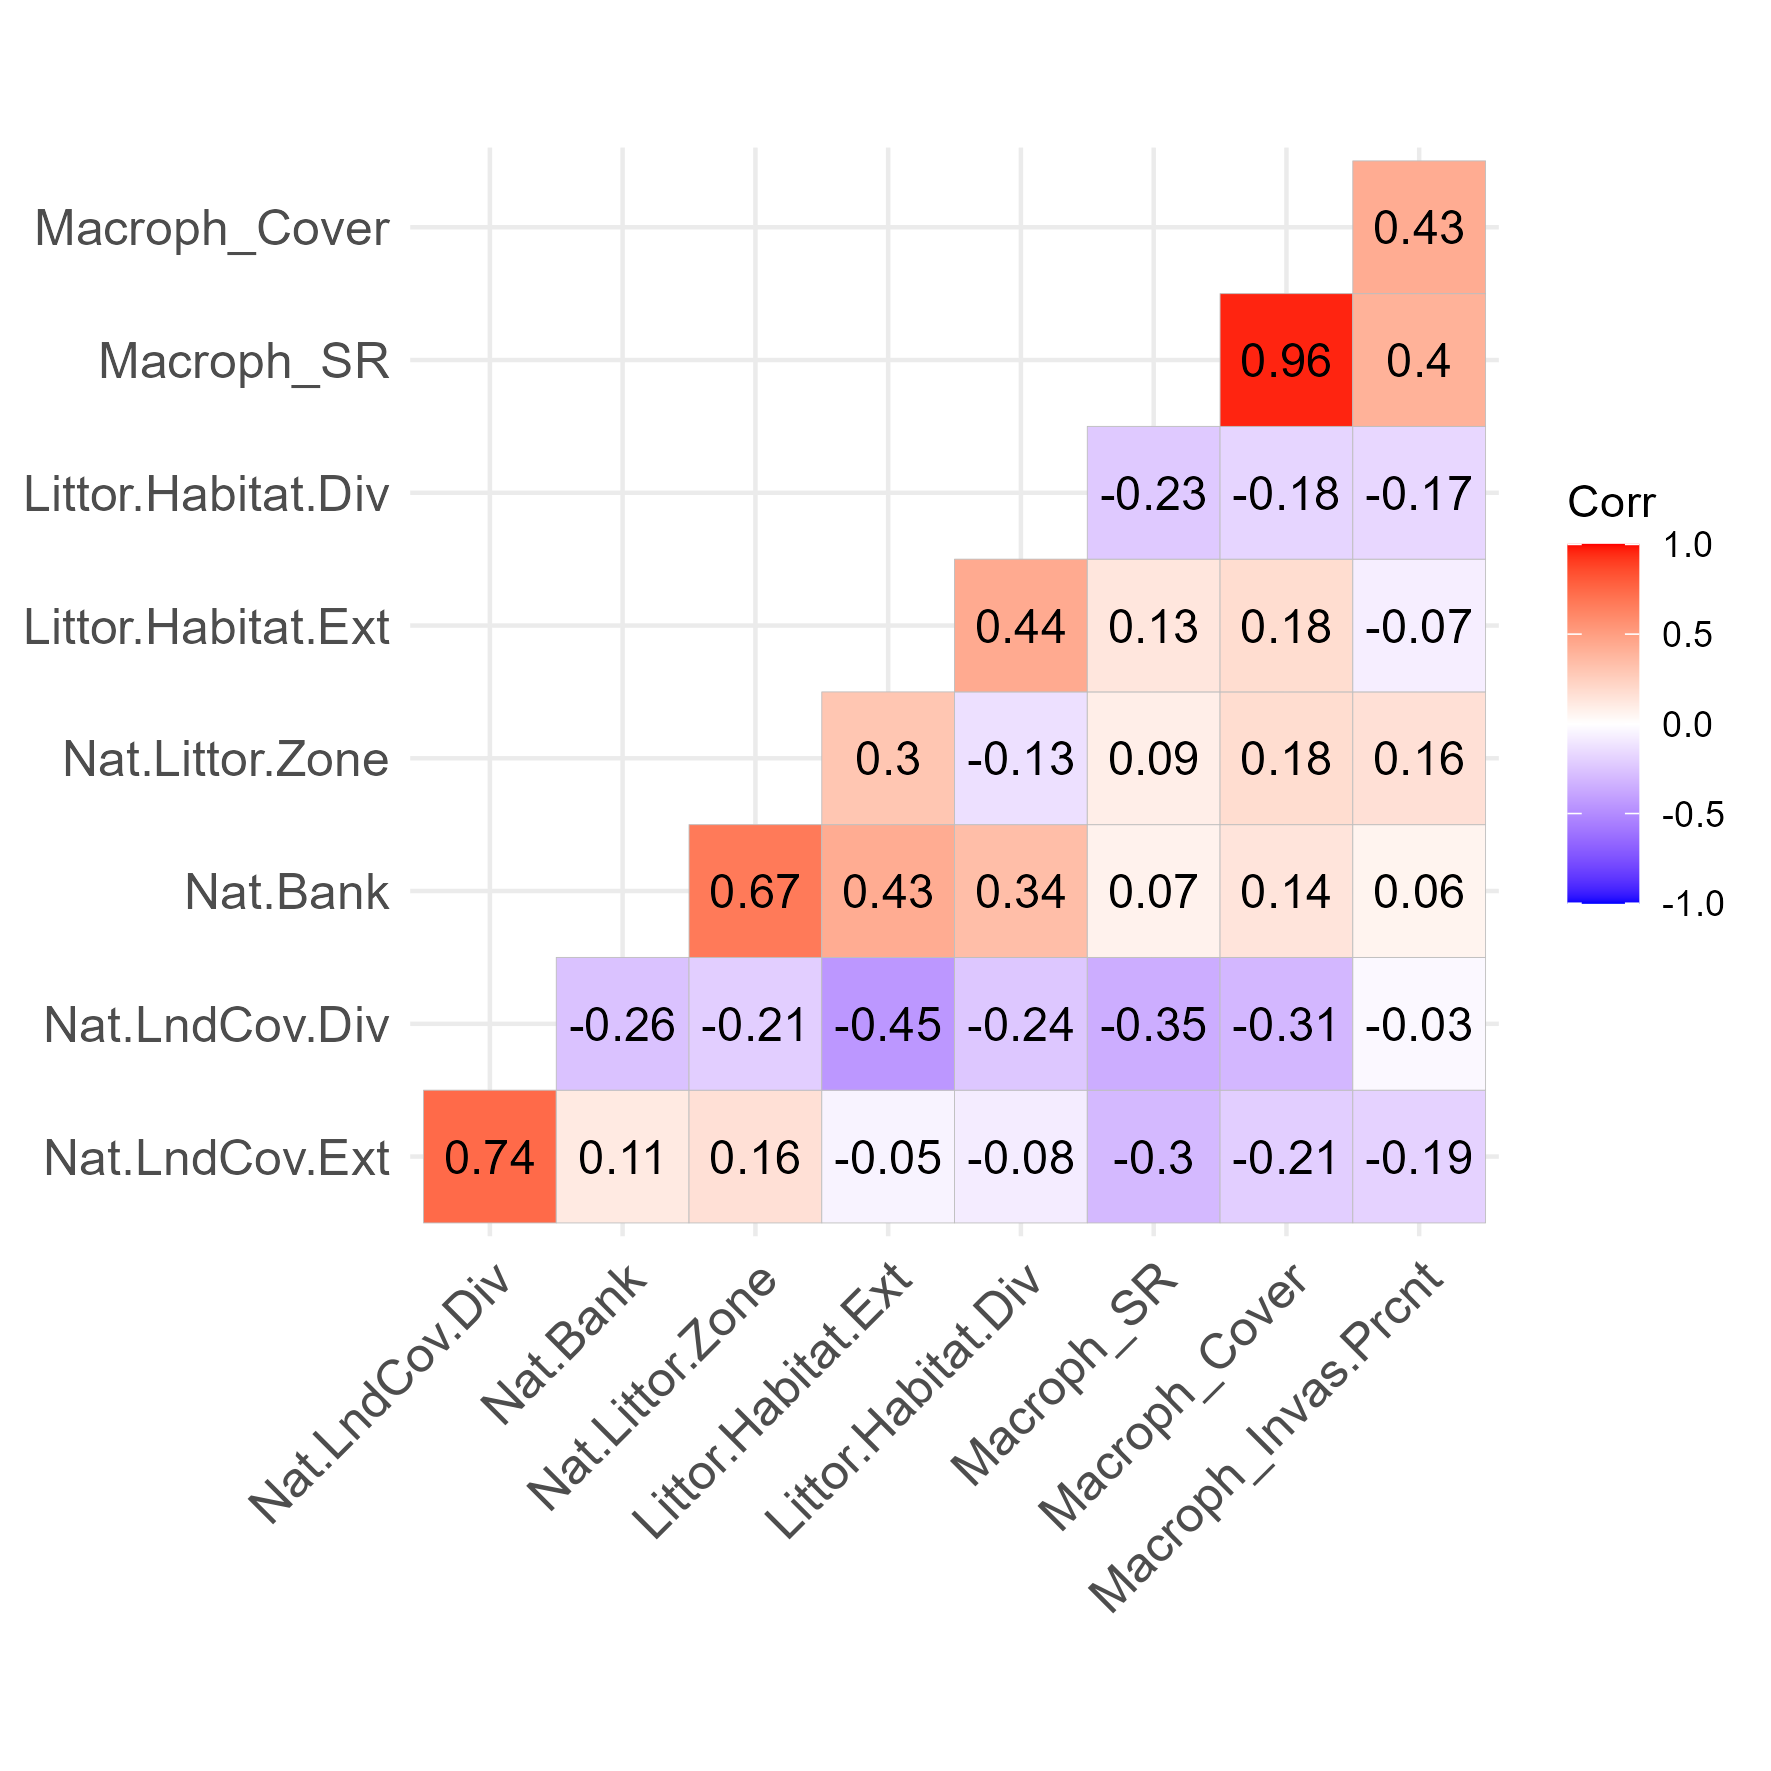 Macroph_Cover 0.43
Macroph_SR 0.96 0.4
Littor.Habitat.Div -0.23 -0.18 -0.17
Littor.Habitat.Ext 0.44 0.13 0.18 -0.07
Nat.Littor.Zone 0.3 -0.13 0.09 0.18 0.16
Nat.Bank 0.67 0.43 0.34 0.07 0.14 0.06
Nat.LndCov.Div -0.26 -0.21 -0.45 -0.24 -0.35 -0.31 -0.03
Nat.LndCov.Ext 0.74 0.11 0.16 -0.05 -0.08 -0.3 -0.21 -0.19
Nat.LndCov.Div
Nat.Bank
Nat.Littor.Zone
Littor.Habitat.Ext
Littor.Habitat.Div
Macroph_SR
Macroph_Cover
Macroph_Invas.Prcnt
Corr
1.0
0.5
0.0
-0.5
-1.0